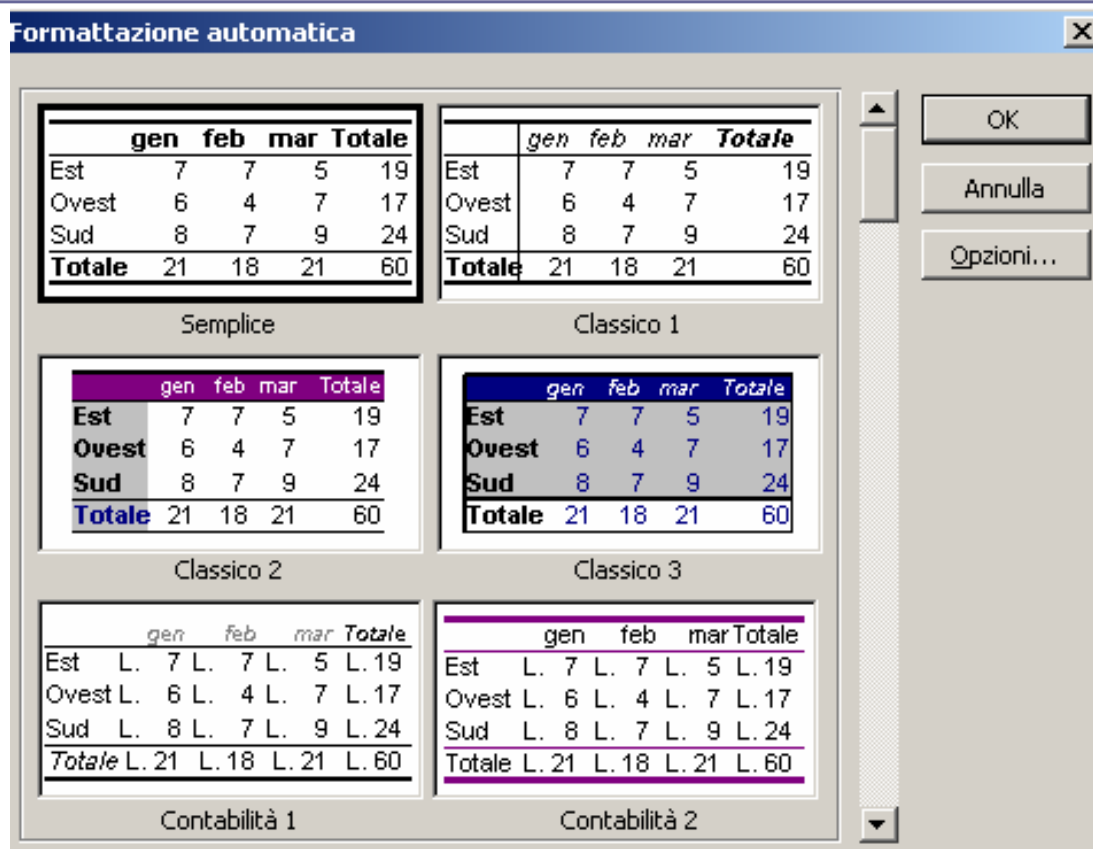 Formattazione automatica
gen feb mar Totale
Est 7 7 5 19
Ovest 6 4 7 17
Sud 8 7 9 24
Totale 21 18 21 60
Semplice
gen feb mar Totale
Est 7 7 5 19
Ovest 6 4 7 17
Sud 8 7 9 24
Totale 21 18 21 60
Classico 1
OK
Annulla
Opzioni...
gen feb mar Totale
Est 7 7 5 19
Ovest 6 4 7 17
Sud 8 7 9 24
Totale 21 18 21 60
Classico 2
gen feb mar Totale
Est 7 7 5 19
Ovest 6 4 7 17
Sud 8 7 9 24
Totale 21 18 21 60
Classico 3
gen feb mar Totale
Est L. 7 L. 7 L. 5 L. 19
Ovest L. 6 L. 4 L. 7 L. 17
Sud L. 8 L. 7 L. 9 L. 24
Totale L. 21 L. 18 L. 21 L. 60
Contabilità 1
gen feb mar Totale
Est L. 7 L. 7 L. 5 L. 19
Ovest L. 6 L. 4 L. 7 L. 17
Sud L. 8 L. 7 L. 9 L. 24
Totale L. 21 L. 18 L. 21 L. 60
Contabilità 2